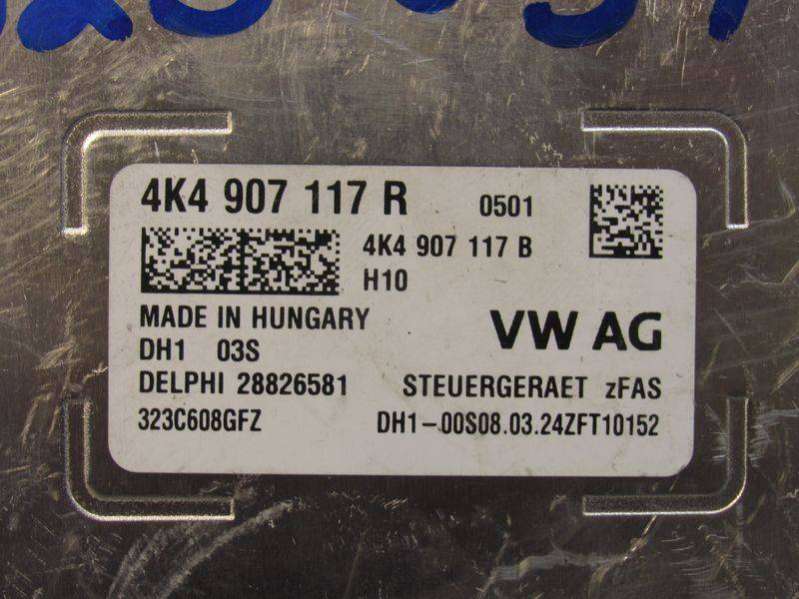 4K4 907 117 R 0501
4K4 907 117 B
H10
MADE IN HUNGARY
VW AG
DH1 03S
DELPHI 28826581 STEUERGERAET zFAS
323C608GFZ DH1-00S08.03.24ZFT10152